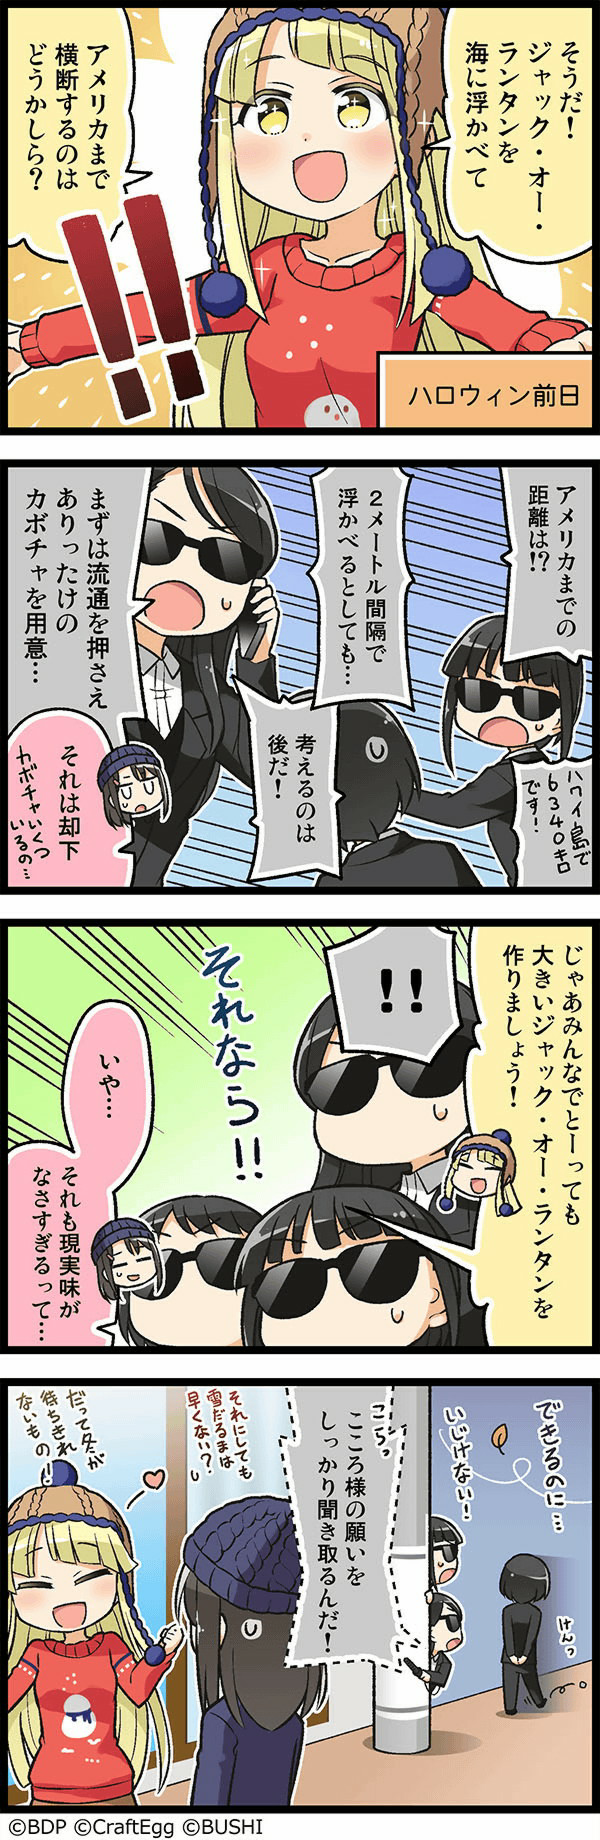 そうだ！
ジャック・オー・
ランタンを
海に浮かべて
アメリカまで
横断するのは
どうかしら？
!!
ハロウィン前日
アメリカまでの
距離は!?
ハワイ島で
6340キロ
です！
2メートル間隔で
浮かべるとしても…
考えるのは
後だ！
まずは流通を押さえ
ありったけの
カボチャを用意…
それは却下
カボチャいくつ
いるの…
じゃあみんなでとーっても
大きいジャック・オー・ランタンを
作りましょう！
!!
それなら!!
いや…
それも現実味が
なさすぎるって…
できるのに…
いじけない！
けんっ
こらっ
こころ様の願いを
しっかり聞き取るんだ！
それにしても
雪だるまは
早くない？
だって冬が
待ちきれ
ないもの！
©BDP ©CraftEgg ©BUSHI